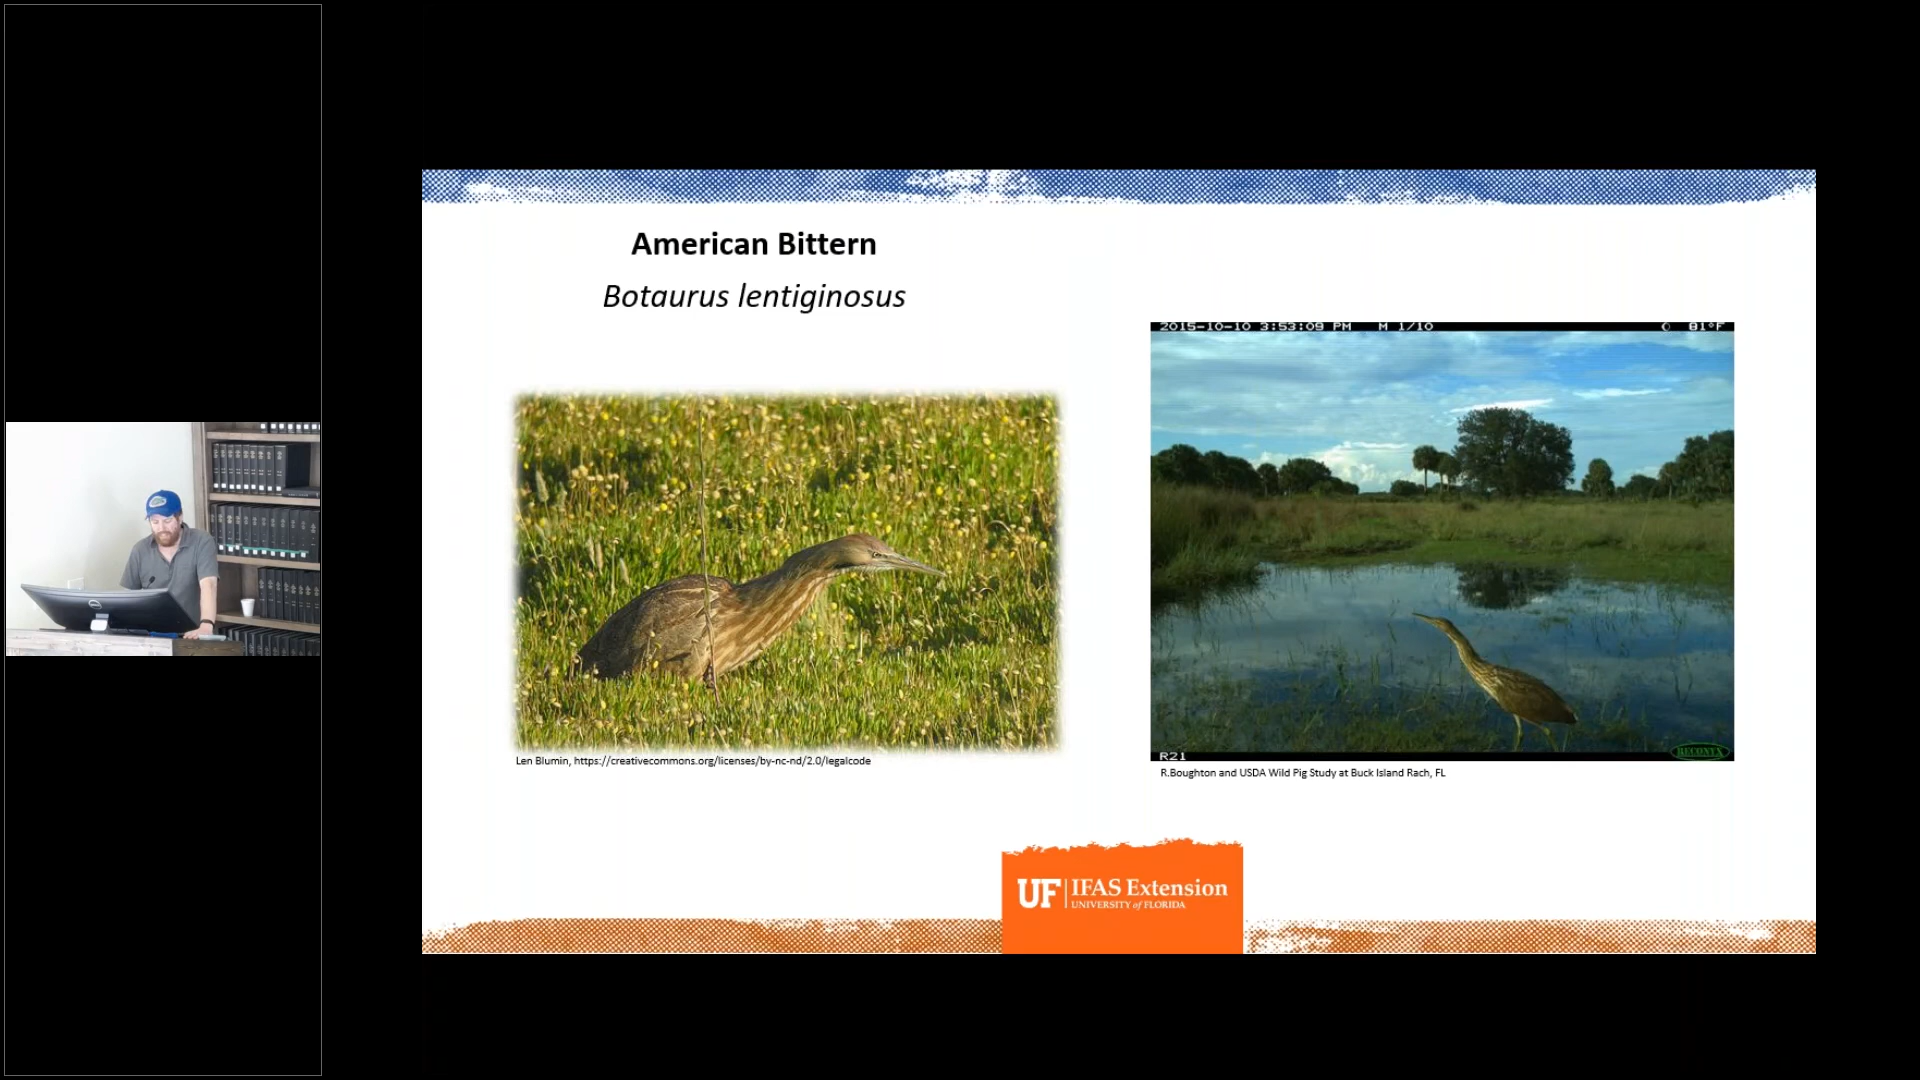 American Bittern
Botaurus lentiginosus
2015-10-10 3:53:09 PM M 1/10 81°F
R21
RECONYX
Len Blumin, https://creativecommons.org/licenses/by-nc-nd/2.0/legalcode
R.Boughton and USDA Wild Pig Study at Buck Island Rach, FL
UF IFAS Extension
UNIVERSITY of FLORIDA